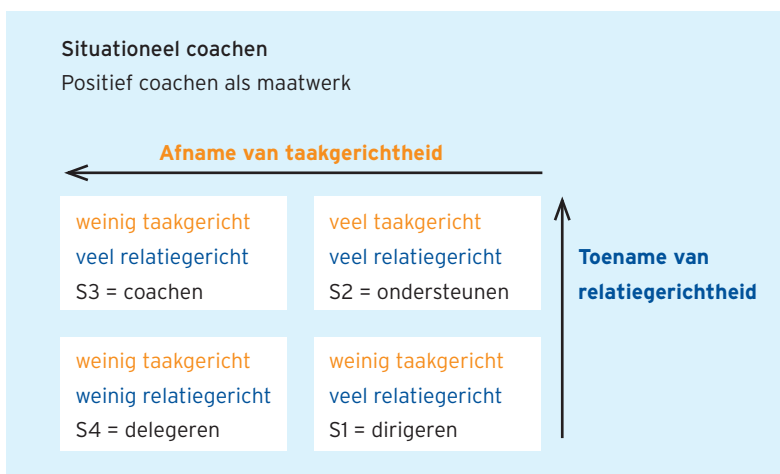 Situationeel coachen
Positief coachen als maatwerk
Afname van taakgerichtheid
weinig taakgericht
veel relatiegericht
S3 = coachen
veel taakgericht
veel relatiegericht
S2 = ondersteunen
Toename van
relatiegerichtheid
weinig taakgericht
weinig relatiegericht
S4 = delegeren
weinig taakgericht
veel relatiegericht
S1 = dirigeren